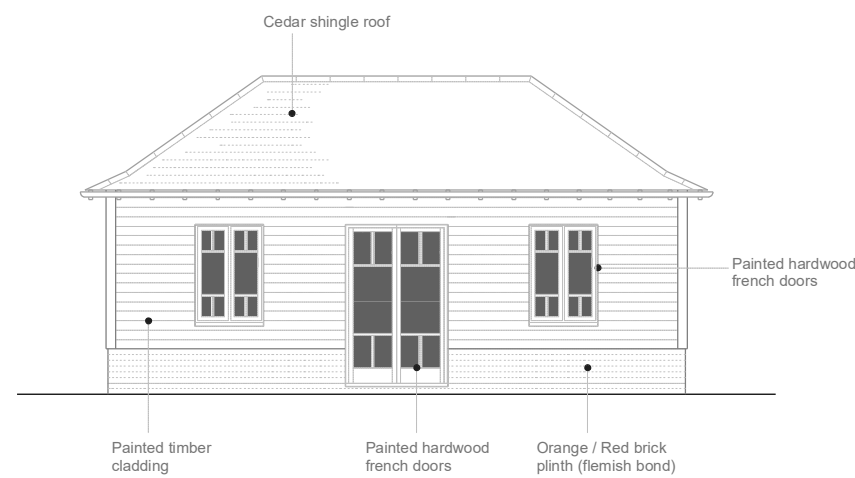 Cedar shingle roof
Painted hardwood
french doors
Painted timber
cladding
Painted hardwood
french doors
Orange / Red brick
plinth (flemish bond)